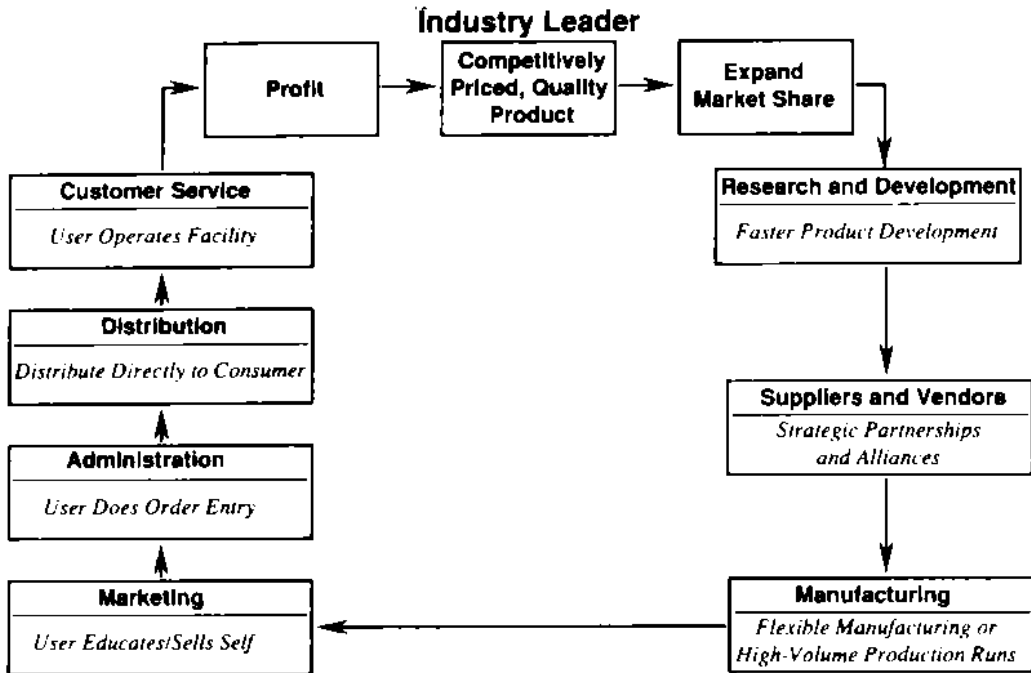 Industry Leader
Profit
Competitively
Priced, Quality
Product
Expand
Market Share
Customer Service
User Operates Facility
Research and Development
Faster Product Development
Distribution
Distribute Directly to Consumer
Suppliers and Vendors
Strategic Partnerships
and Alliances
Administration
User Does Order Entry
Marketing
User Educates/Sells Self
Manufacturing
Flexible Manufacturing or
High-Volume Production Runs